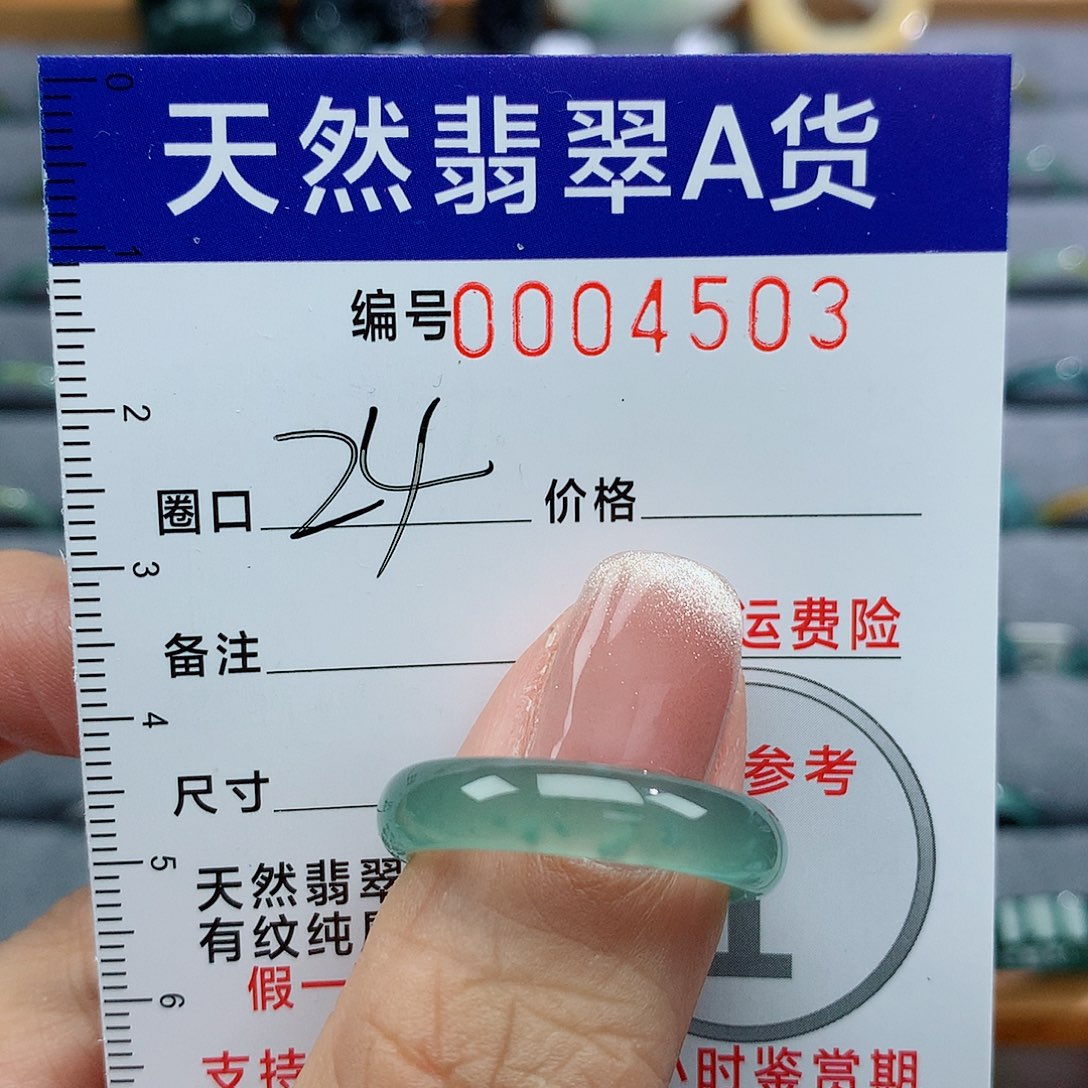 天然翡翠A货
编号0004503
圈口 24 价格
备注 运费险
尺寸 参考
天然翡翠
有纹纯
假一
支持 小时鉴赏期
0
1
2
3
4
5
6